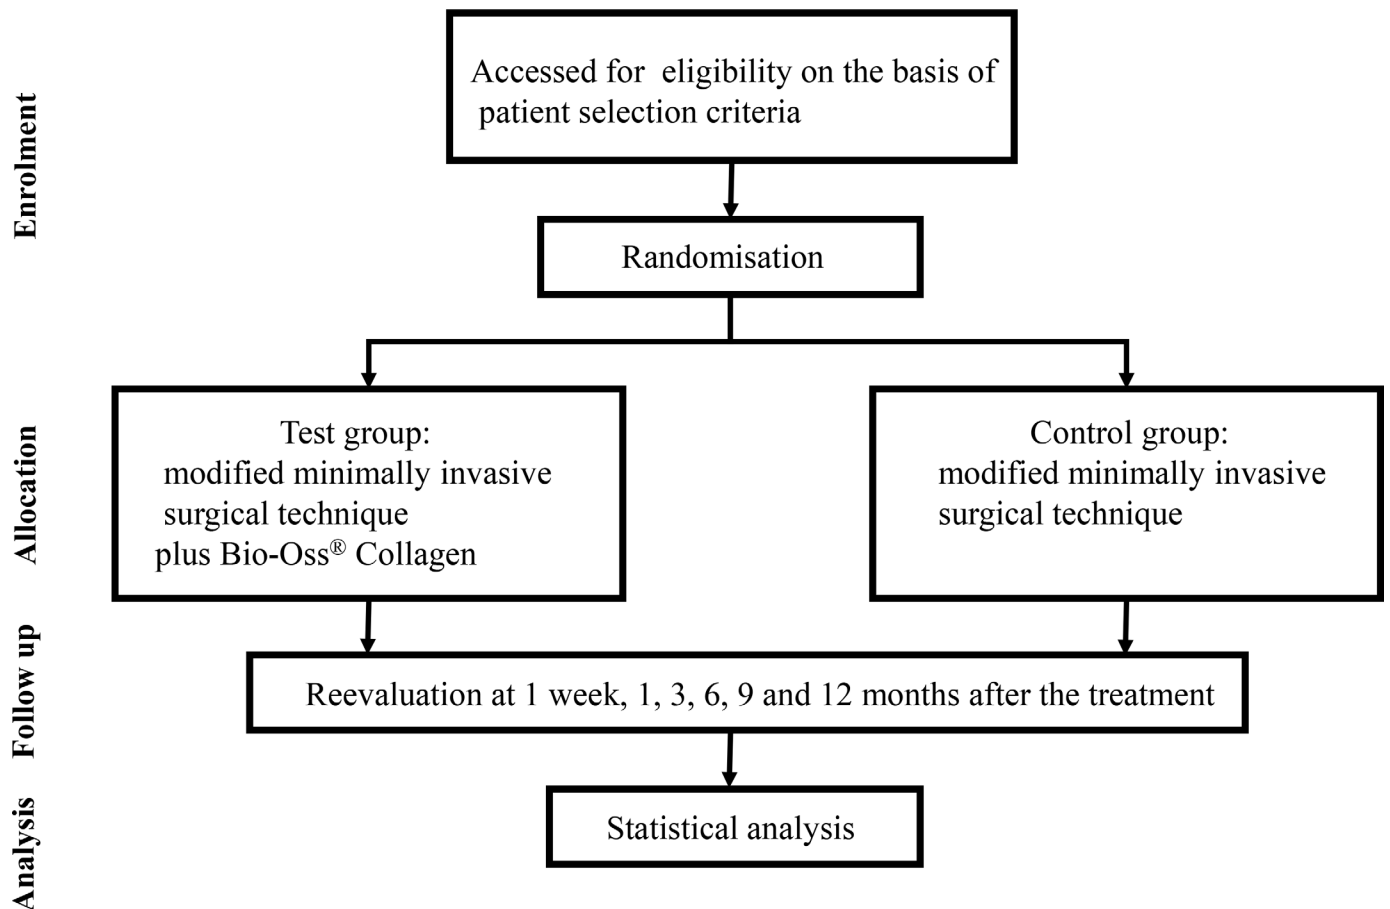 Enrolment
Accessed for eligibility on the basis of
patient selection criteria
Randomisation
Allocation
Test group:
modified minimally invasive
surgical technique
plus Bio-Oss® Collagen
Control group:
modified minimally invasive
surgical technique
Follow up
Reevaluation at 1 week, 1, 3, 6, 9 and 12 months after the treatment
Analysis
Statistical analysis